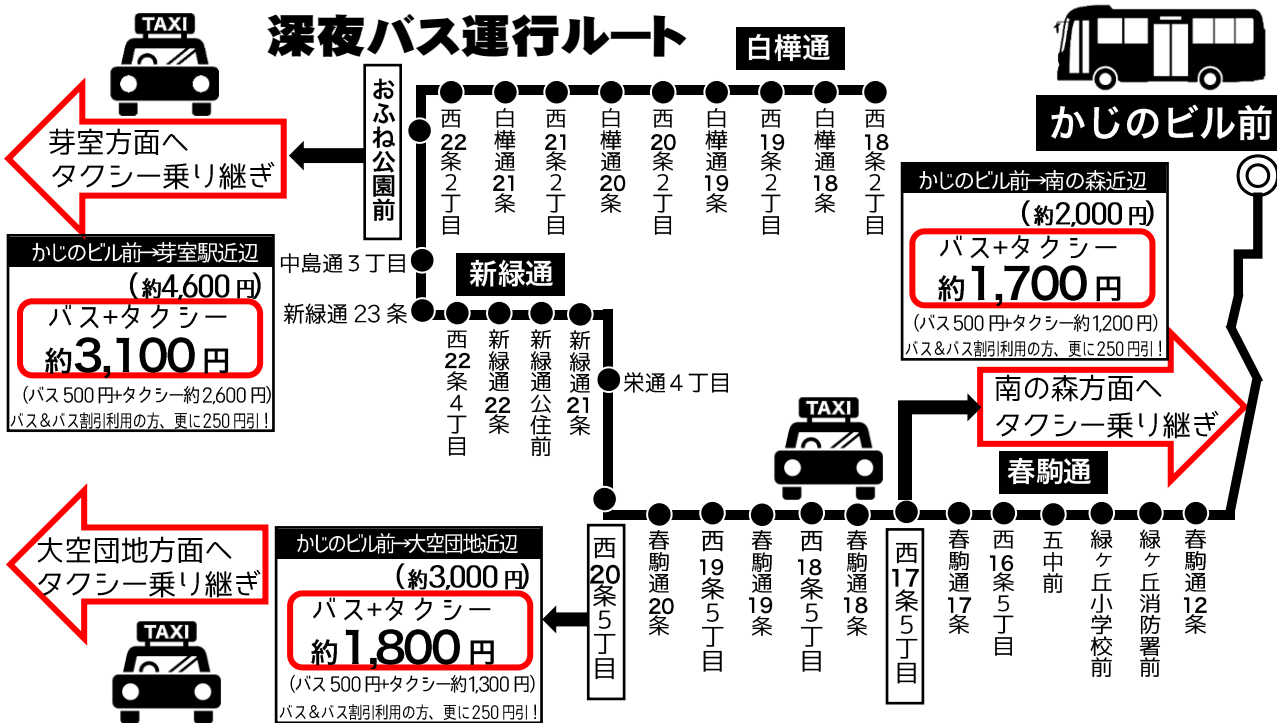 TAXI
深夜バス運行ルート
白樺通
かじのビル前
おふね公園前
西22条2丁目
白樺通21条
西21条2丁目
白樺通20条
西20条2丁目
白樺通19条
西19条2丁目
白樺通18条
西18条2丁目
芽室方面へ
タクシー乗り継ぎ
かじのビル前→芽室駅近辺
(約4,600円)
バス+タクシー
約3,100円
(バス500円+タクシー約2,600円)
バス&バス割引利用の方、更に250円引!
かじのビル前→南の森近辺
(約2,000円)
バス+タクシー
約1,700円
(バス500円+タクシー約1,200円)
バス&バス割引利用の方、更に250円引!
中島通3丁目
新緑通
新緑通23条
西22条4丁目
新緑通22条
新緑通公住前
新緑通21条
栄通4丁目
TAXI
南の森方面へ
タクシー乗り継ぎ
春駒通
西20条5丁目
春駒通20条
西19条5丁目
春駒通19条
西18条5丁目
春駒通18条
西17条5丁目
春駒通17条
西16条5丁目
五中前
緑ヶ丘小学校前
緑ヶ丘消防署前
春駒通12条
大空団地方面へ
タクシー乗り継ぎ
TAXI
かじのビル前→大空団地近辺
(約3,000円)
バス+タクシー
約1,800円
(バス500円+タクシー約1,300円)
バス&バス割引利用の方、更に250円引!